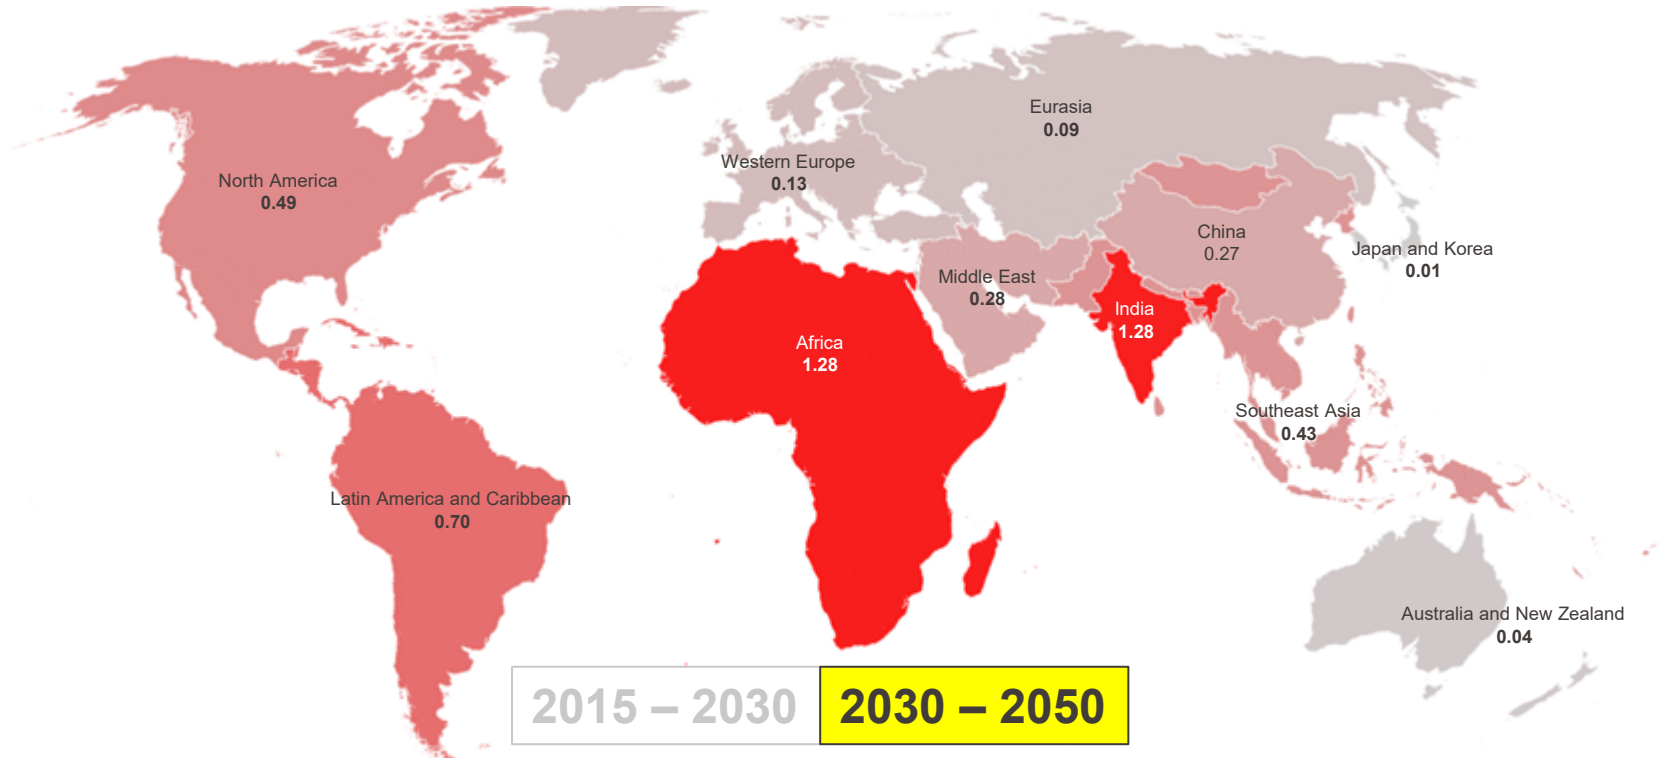 Eurasia
0.09
Western Europe
0.13
North America
0.49
China
0.27
Japan and Korea
0.01
Middle East
0.28
India
1.28
Africa
1.28
Southeast Asia
0.43
Latin America and Caribbean
0.70
Australia and New Zealand
0.04
2015 – 2030
2030 – 2050